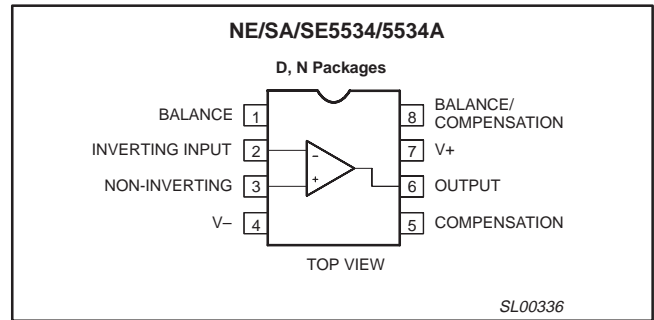 NE/SA/SE5534/5534A
D, N Packages
BALANCE 1
8 BALANCE/
COMPENSATION
INVERTING INPUT 2
–
7 V+
NON-INVERTING 3
+
6 OUTPUT
V– 4
5 COMPENSATION
TOP VIEW
SL00336